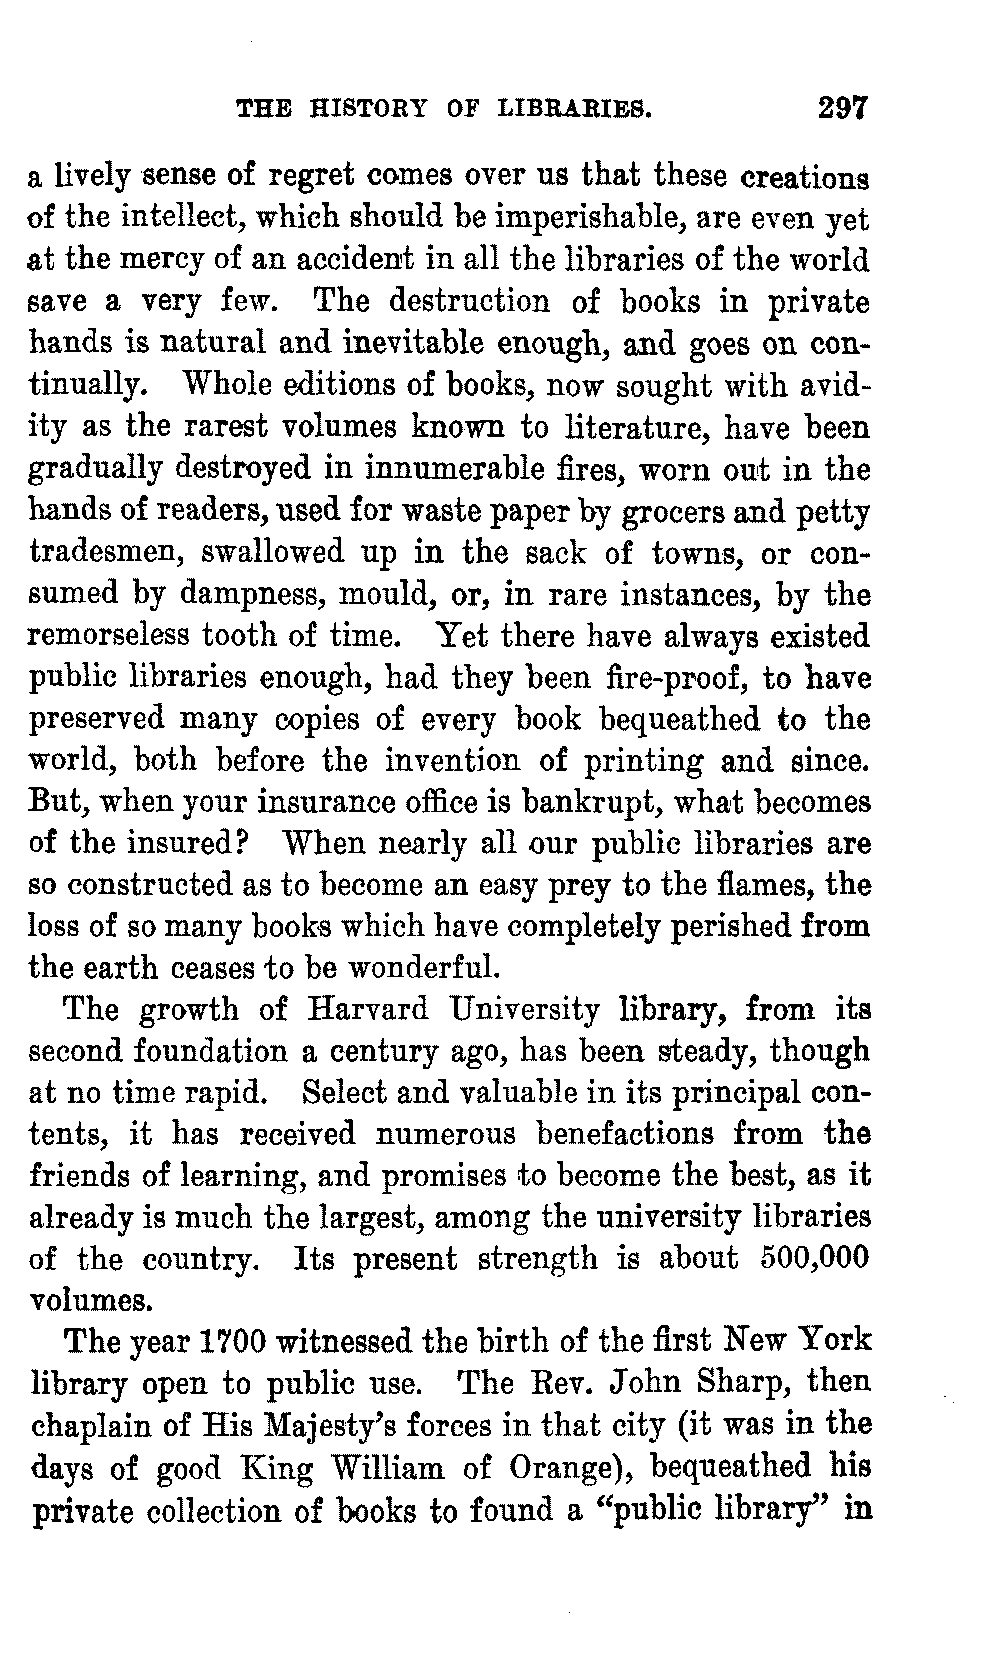 THE HISTORY OF LIBRARIES. 297
a lively sense of regret comes over us that these creations
of the intellect, which should be imperishable, are even yet
at the mercy of an accident in all the libraries of the world
save a very few. The destruction of books in private
hands is natural and inevitable enough, and goes on con-
tinually. Whole editions of books, now sought with avid-
ity as the rarest volumes known to literature, have been
gradually destroyed in innumerable fires, worn out in the
hands of readers, used for waste paper by grocers and petty
tradesmen, swallowed up in the sack of towns, or con-
sumed by dampness, mould, or, in rare instances, by the
remorseless tooth of time. Yet there have always existed
public libraries enough, had they been fire-proof, to have
preserved many copies of every book bequeathed to the
world, both before the invention of printing and since.
But, when your insurance office is bankrupt, what becomes
of the insured? When nearly all our public libraries are
so constructed as to become an easy prey to the flames, the
loss of so many books which have completely perished from
the earth ceases to be wonderful.
The growth of Harvard University library, from its
second foundation a century ago, has been steady, though
at no time rapid. Select and valuable in its principal con-
tents, it has received numerous benefactions from the
friends of learning, and promises to become the best, as it
already is much the largest, among the university libraries
of the country. Its present strength is about 500,000
volumes.
The year 1700 witnessed the birth of the first New York
library open to public use. The Rev. John Sharp, then
chaplain of His Majesty's forces in that city (it was in the
days of good King William of Orange), bequeathed his
private collection of books to found a "public library" in